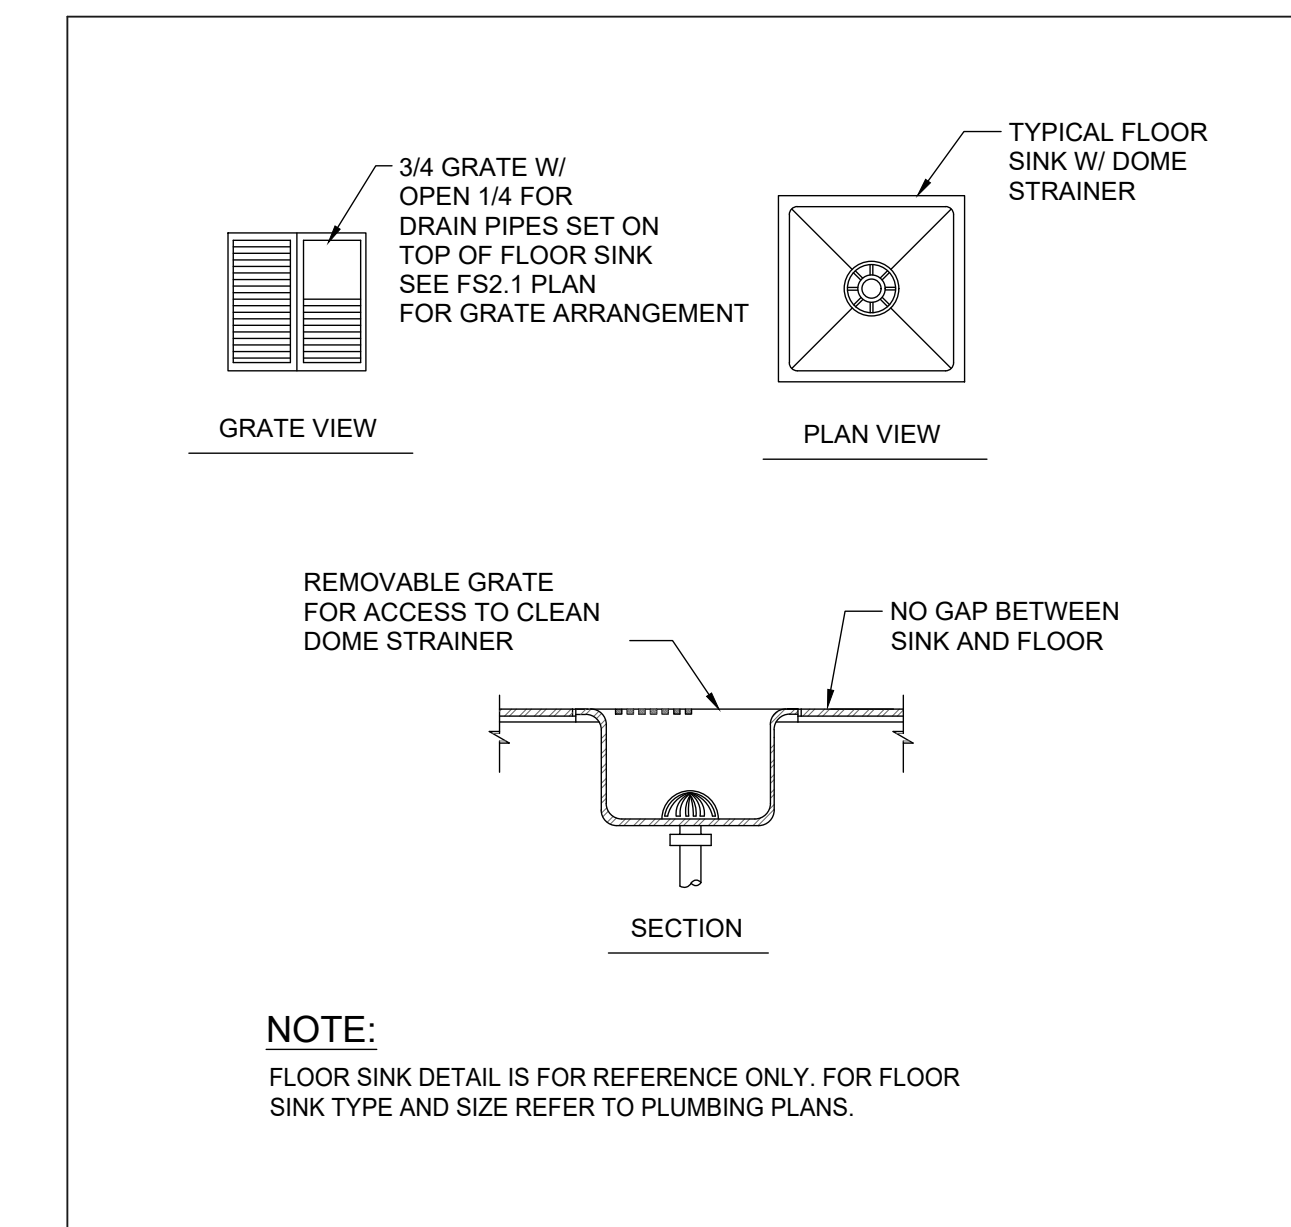 3/4 GRATE W/
OPEN 1/4 FOR
DRAIN PIPES SET ON
TOP OF FLOOR SINK
SEE FS2.1 PLAN
FOR GRATE ARRANGEMENT
GRATE VIEW
TYPICAL FLOOR
SINK W/ DOME
STRAINER
PLAN VIEW
REMOVABLE GRATE
FOR ACCESS TO CLEAN
DOME STRAINER
NO GAP BETWEEN
SINK AND FLOOR
SECTION
NOTE:
FLOOR SINK DETAIL IS FOR REFERENCE ONLY. FOR FLOOR
SINK TYPE AND SIZE REFER TO PLUMBING PLANS.